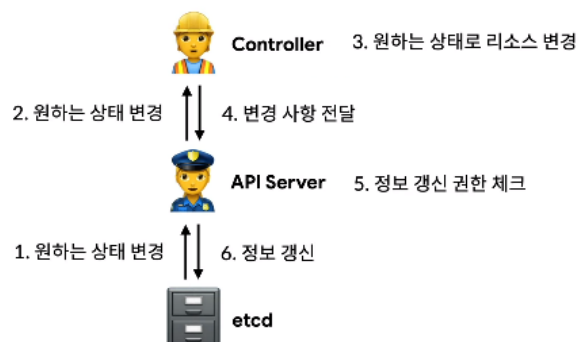 Controller
3. 원하는 상태로 리소스 변경
2. 원하는 상태 변경
4. 변경 사항 전달
API Server
5. 정보 갱신 권한 체크
1. 원하는 상태 변경
6. 정보 갱신
etcd